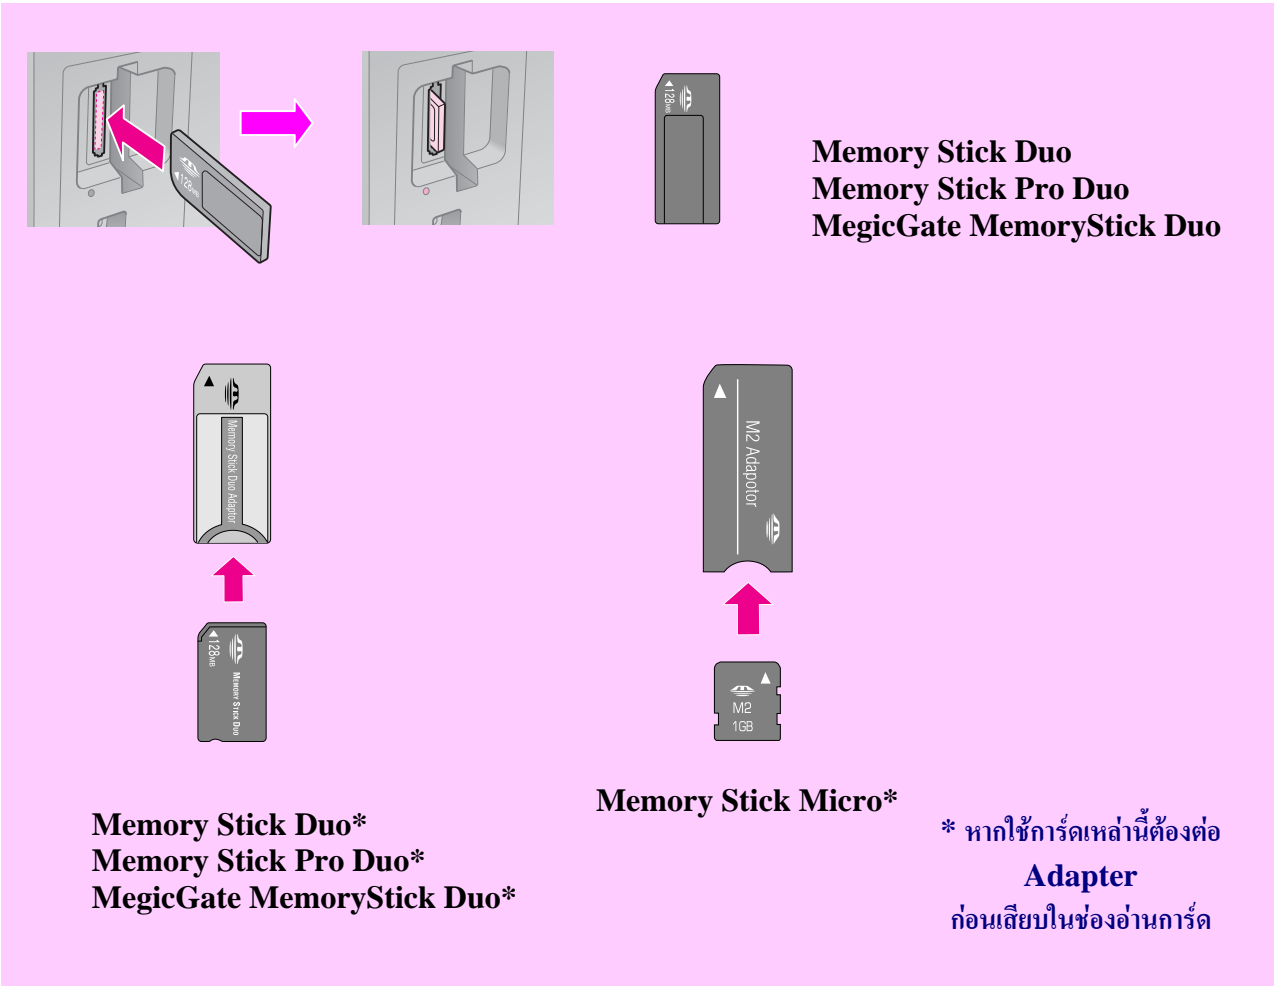 128MB
128MB
Memory Stick Duo
Memory Stick Pro Duo
MegicGate MemoryStick Duo
Memory Stick Duo Adaptor
M2 Adapotor
128MB
MEMORY STICK DUO
M2
1GB
Memory Stick Duo*
Memory Stick Pro Duo*
MegicGate MemoryStick Duo*
Memory Stick Micro*
* หากใช้การ์ดเหล่านี้ต้องต่อ
Adapter
ก่อนเสียบในช่องอ่านการ์ด